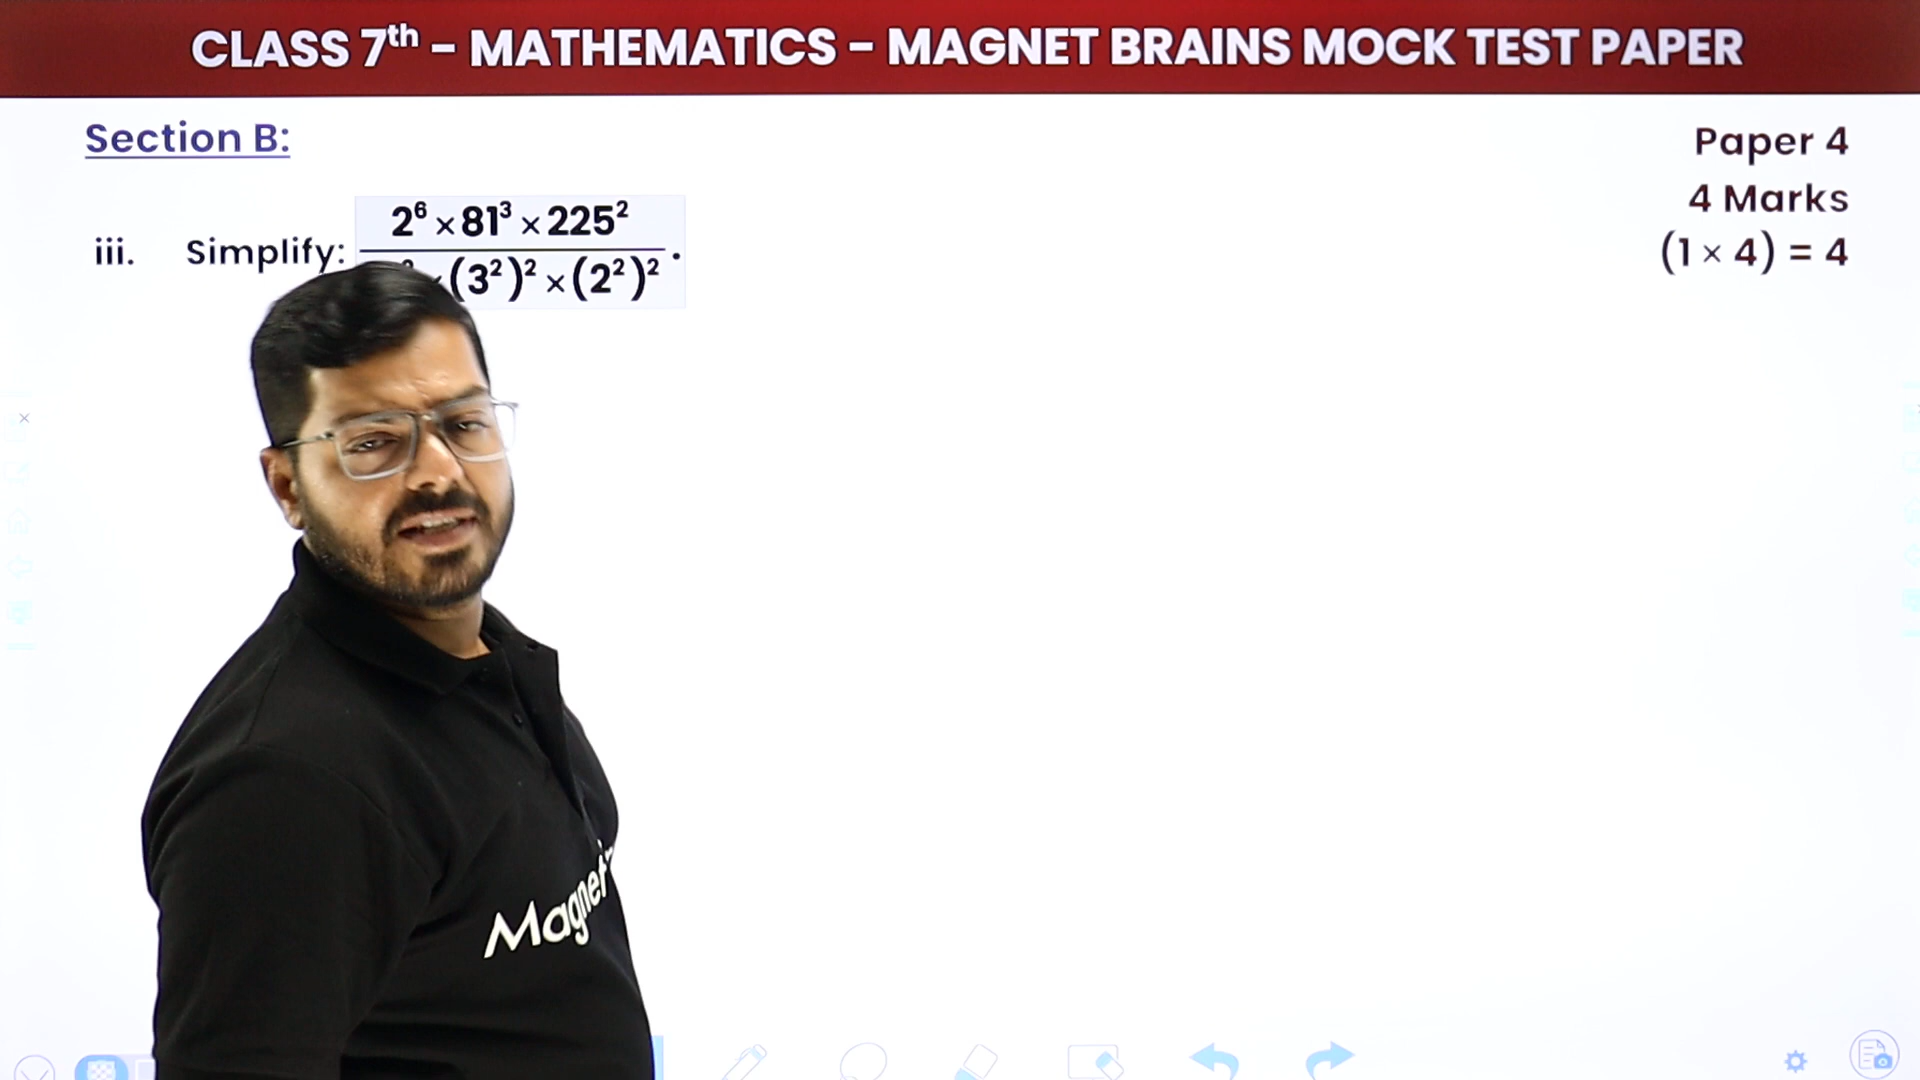 CLASS 7th – MATHEMATICS – MAGNET BRAINS MOCK TEST PAPER
Section B:
Paper 4
4 Marks
(1 × 4) = 4
iii. Simplify: 2⁶ × 81³ × 225²
(3²)² × (2²)² .
Magnet